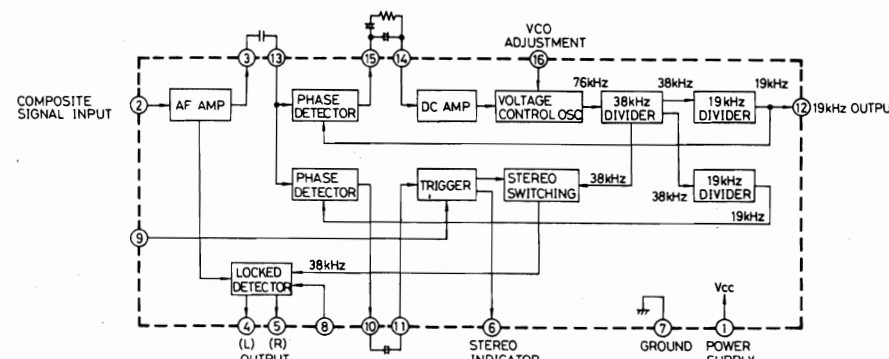 VCO
ADJUSTMENT
3
13
15
14
16
COMPOSITE
SIGNAL INPUT
2
AF AMP
PHASE
DETECTOR
DC AMP
VOLTAGE
CONTROL OSC
76kHz
38kHz
DIVIDER
38kHz
19kHz
DIVIDER
19kHz
12
19kHz OUTPUT
PHASE
DETECTOR
TRIGGER
STEREO
SWITCHING
38kHz
38kHz
19kHz
DIVIDER
19kHz
9
LOCKED
DETECTOR
38kHz
Vcc
4
5
8
10
11
6
7
1
(L)
(R)
OUTPUT
STEREO
INDICATOR
GROUND
POWER
SUPPLY